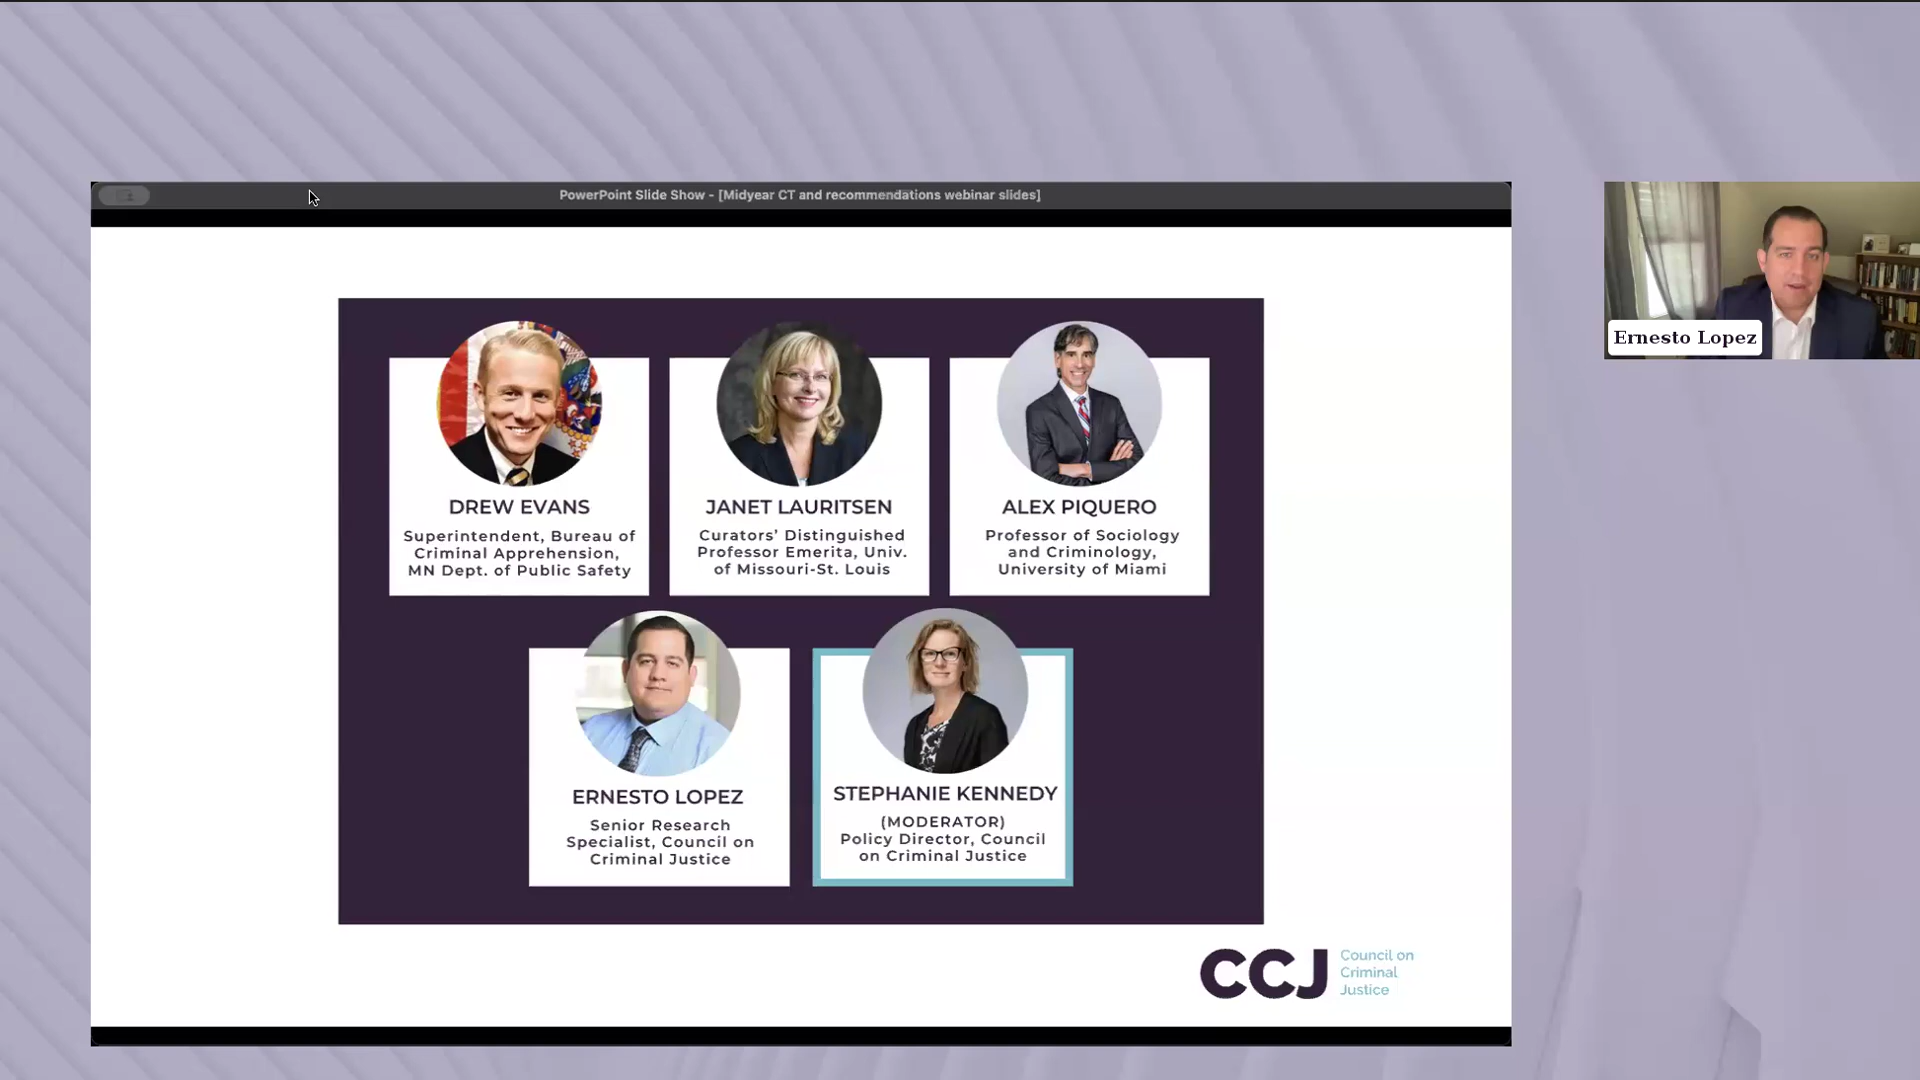 PowerPoint Slide Show - [Midyear CT and recommendations webinar slides]
Ernesto Lopez
DREW EVANS
Superintendent, Bureau of
Criminal Apprehension,
MN Dept. of Public Safety
JANET LAURITSEN
Curators’ Distinguished
Professor Emerita, Univ.
of Missouri-St. Louis
ALEX PIQUERO
Professor of Sociology
and Criminology,
University of Miami
ERNESTO LOPEZ
Senior Research
Specialist, Council on
Criminal Justice
STEPHANIE KENNEDY
(MODERATOR)
Policy Director, Council
on Criminal Justice
CCJ
Council on
Criminal
Justice